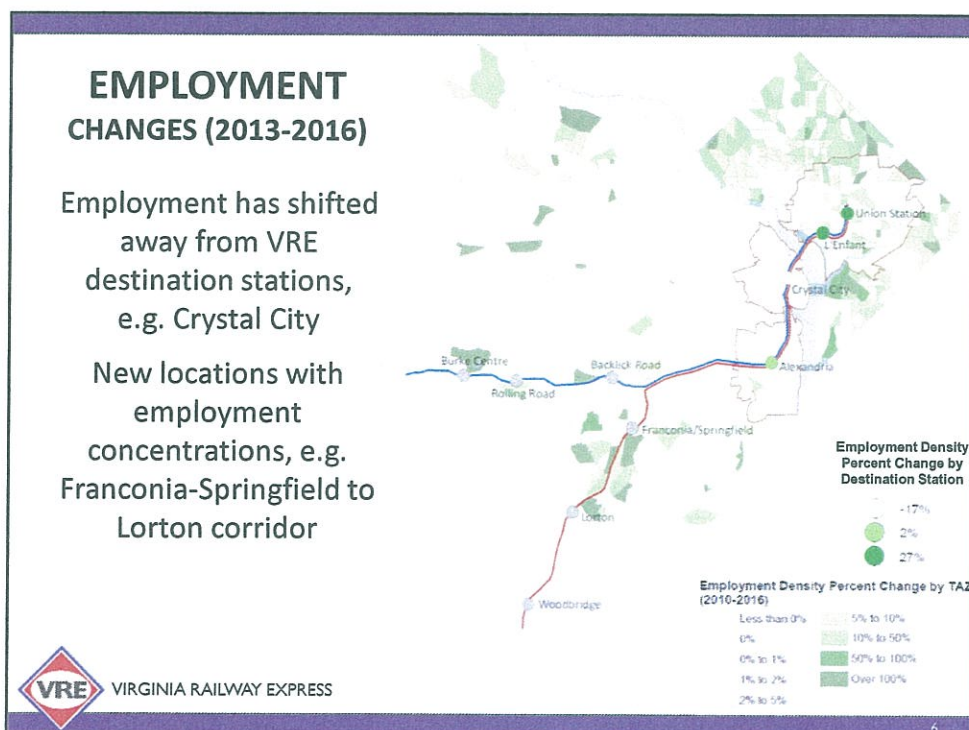 EMPLOYMENT
CHANGES (2013-2016)
Employment has shifted
away from VRE
destination stations,
e.g. Crystal City
New locations with
employment
concentrations, e.g.
Franconia-Springfield to
Lorton corridor
Union Station
L'Enfant
Crystal City
Alexandria
Burke Centre
Rolling Road
Backlick Road
Franconia/Springfield
Lorton
Woodbridge
Employment Density
Percent Change by
Destination Station
-17%
2%
27%
Employment Density Percent Change by TAZ
(2010-2016)
Less than 0%
0%
0% to 1%
1% to 2%
2% to 5%
5% to 10%
10% to 50%
50% to 100%
Over 100%
VRE
VIRGINIA RAILWAY EXPRESS
6